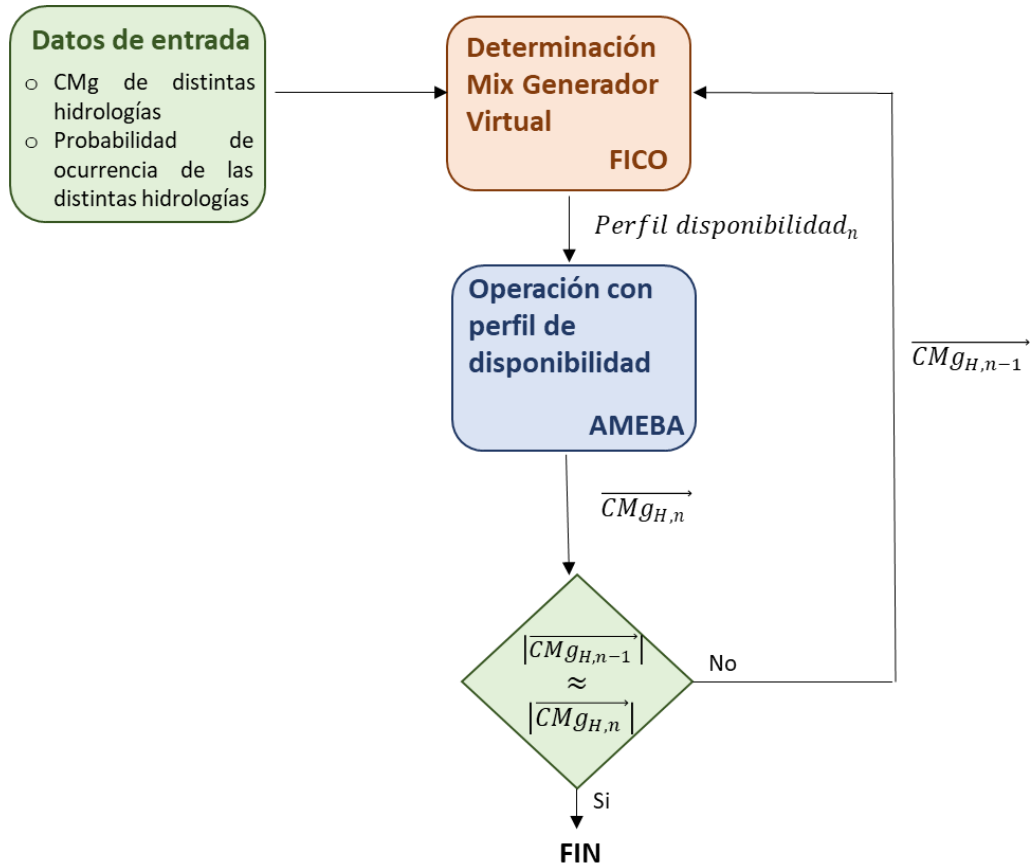 Datos de entrada
o CMg de distintas
hidrologías
o Probabilidad de
ocurrencia de las
distintas hidrologías
Determinación
Mix Generador
Virtual
FICO
Perfil disponibilidad_n
Operación con
perfil de
disponibilidad
AMEBA
CMg_{H,n-1}
CMg_{H,n}
|CMg_{H,n-1}|
≈
|CMg_{H,n}|
No
Si
FIN